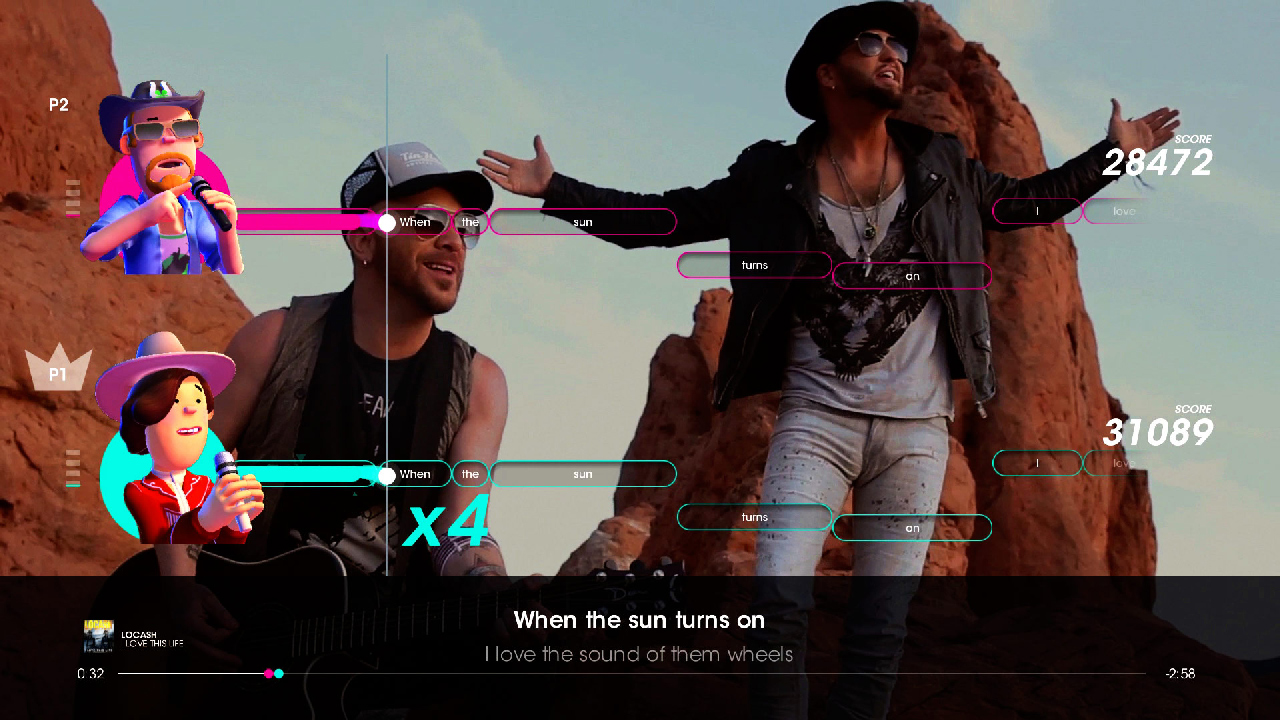 P2
SCORE
28472
When the sun
I love
turns
on
P1
SCORE
31089
When the sun
I
turns
on
x4
When the sun turns on
I love the sound of them wheels
LOCASH
I LOVE THIS LIFE
0:32
-2:58